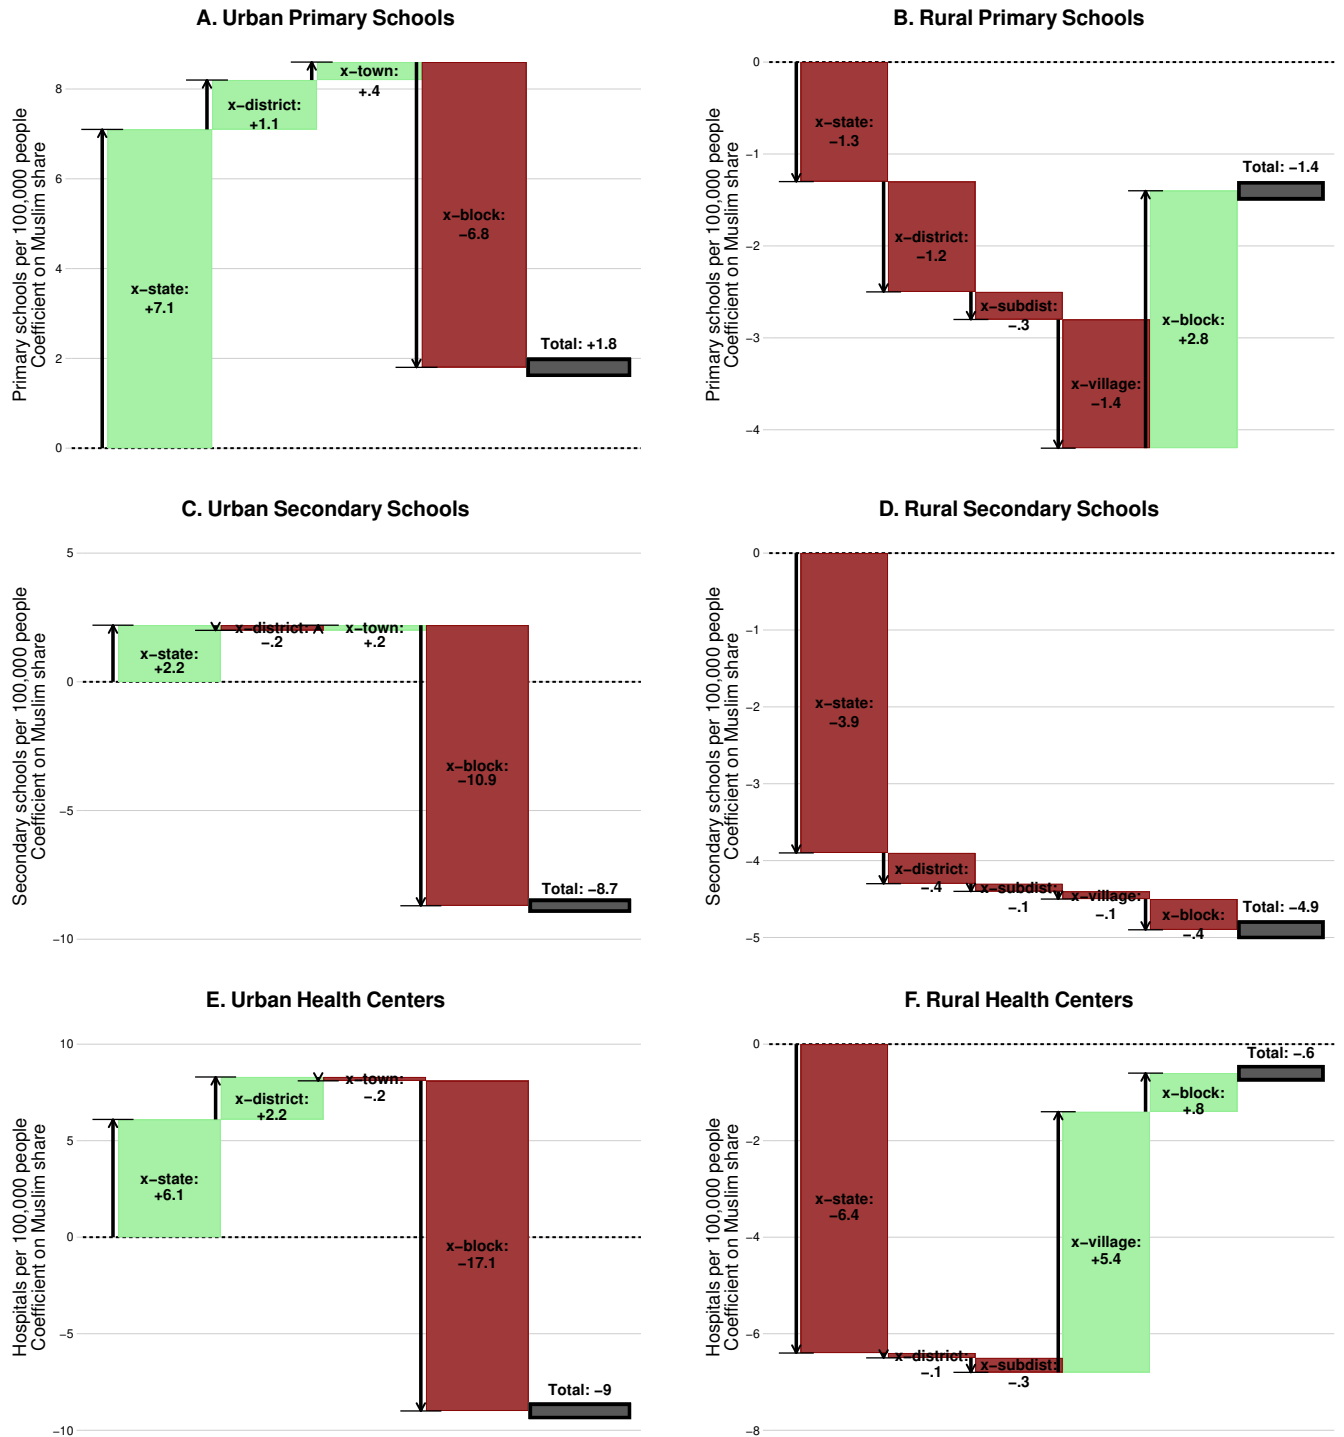 A. Urban Primary Schools
Primary schools per 100,000 people
Coefficient on Muslim share
8
6
4
2
0
x−state:
+7.1
x−district:
+1.1
x−town:
+.4
x−block:
−6.8
Total: +1.8
B. Rural Primary Schools
Primary schools per 100,000 people
Coefficient on Muslim share
0
−1
−2
−3
−4
x−state:
−1.3
x−district:
−1.2
x−subdist:
−.3
x−village:
−1.4
x−block:
+2.8
Total: −1.4
C. Urban Secondary Schools
Secondary schools per 100,000 people
Coefficient on Muslim share
5
0
−5
−10
x−state:
+2.2
x−district:
−.2
x−town:
+.2
x−block:
−10.9
Total: −8.7
D. Rural Secondary Schools
Secondary schools per 100,000 people
Coefficient on Muslim share
0
−1
−2
−3
−4
−5
x−state:
−3.9
x−district:
−.4
x−subdist:
−.1
x−village:
−.1
x−block:
−.4
Total: −4.9
E. Urban Health Centers
Hospitals per 100,000 people
Coefficient on Muslim share
10
5
0
−5
−10
x−state:
+6.1
x−district:
+2.2
x−town:
−.2
x−block:
−17.1
Total: −9
F. Rural Health Centers
Hospitals per 100,000 people
Coefficient on Muslim share
0
−2
−4
−6
−8
x−state:
−6.4
x−district:
−.1
x−subdist:
−.3
x−village:
+5.4
x−block:
+.8
Total: −.6